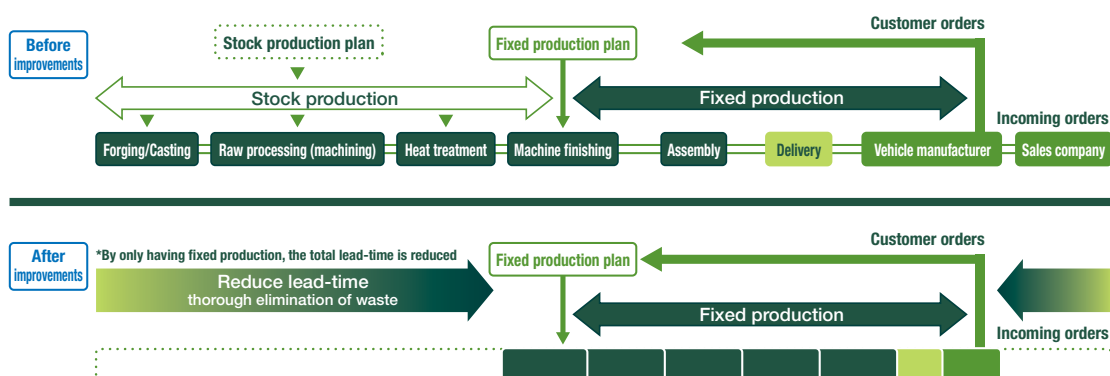 Customer orders
Before
improvements
Stock production plan
Fixed production plan
Stock production
Fixed production
Incoming orders
Forging/Casting
Raw processing (machining)
Heat treatment
Machine finishing
Assembly
Delivery
Vehicle manufacturer
Sales company
After
improvements
*By only having fixed production, the total lead-time is reduced
Fixed production plan
Customer orders
Reduce lead-time
thorough elimination of waste
Fixed production
Incoming orders